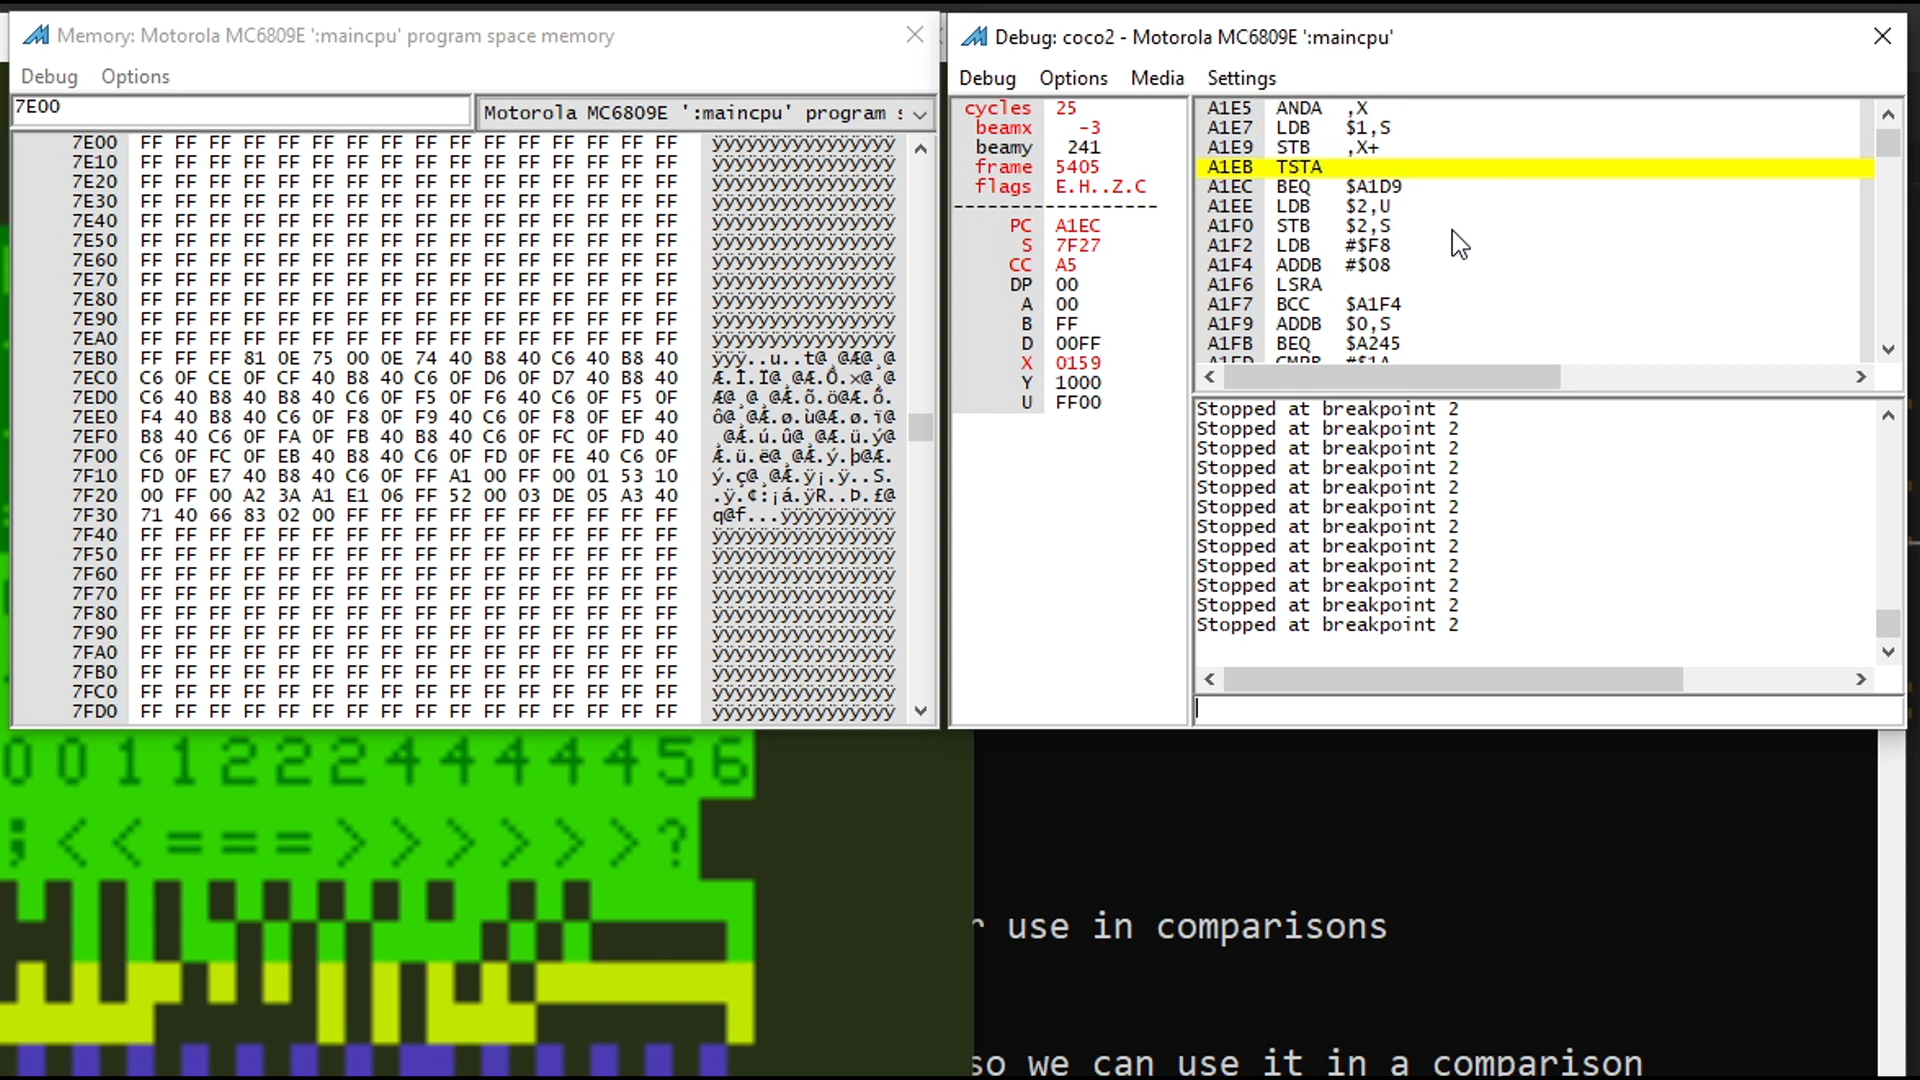 Memory: Motorola MC6809E ':maincpu' program space memory
Debug Options
7E00
Motorola MC6809E ':maincpu' program s
7E00 FF FF FF FF FF FF FF FF FF FF FF FF FF FF FF FF ÿÿÿÿÿÿÿÿÿÿÿÿÿÿÿÿ
7E10 FF FF FF FF FF FF FF FF FF FF FF FF FF FF FF FF ÿÿÿÿÿÿÿÿÿÿÿÿÿÿÿÿ
7E20 FF FF FF FF FF FF FF FF FF FF FF FF FF FF FF FF ÿÿÿÿÿÿÿÿÿÿÿÿÿÿÿÿ
7E30 FF FF FF FF FF FF FF FF FF FF FF FF FF FF FF FF ÿÿÿÿÿÿÿÿÿÿÿÿÿÿÿÿ
7E40 FF FF FF FF FF FF FF FF FF FF FF FF FF FF FF FF ÿÿÿÿÿÿÿÿÿÿÿÿÿÿÿÿ
7E50 FF FF FF FF FF FF FF FF FF FF FF FF FF FF FF FF ÿÿÿÿÿÿÿÿÿÿÿÿÿÿÿÿ
7E60 FF FF FF FF FF FF FF FF FF FF FF FF FF FF FF FF ÿÿÿÿÿÿÿÿÿÿÿÿÿÿÿÿ
7E70 FF FF FF FF FF FF FF FF FF FF FF FF FF FF FF FF ÿÿÿÿÿÿÿÿÿÿÿÿÿÿÿÿ
7E80 FF FF FF FF FF FF FF FF FF FF FF FF FF FF FF FF ÿÿÿÿÿÿÿÿÿÿÿÿÿÿÿÿ
7E90 FF FF FF FF FF FF FF FF FF FF FF FF FF FF FF FF ÿÿÿÿÿÿÿÿÿÿÿÿÿÿÿÿ
7EA0 FF FF FF FF FF FF FF FF FF FF FF FF FF FF FF FF ÿÿÿÿÿÿÿÿÿÿÿÿÿÿÿÿ
7EB0 FF FF FF 81 0E 75 00 0E 74 40 B8 40 C6 40 B8 40 ÿÿÿ..u..t@¸@Æ@¸@
7EC0 C6 0F CE 0F CF 40 B8 40 C6 0F D6 0F D7 40 B8 40 Æ.Î.Ï@¸@Æ.Ö.×@¸@
7ED0 C6 40 B8 40 B8 40 C6 0F F5 0F F6 40 C6 0F F5 0F Æ@¸@¸@Æ.õ.ö@Æ.õ.
7EE0 F4 40 B8 40 C6 0F F8 0F F9 40 C6 0F F8 0F EF 40 ô@¸@Æ.ø.ù@Æ.ø.ï@
7EF0 B8 40 C6 0F FA 0F FB 40 B8 40 C6 0F FC 0F FD 40 ¸@Æ.ú.û@¸@Æ.ü.ý@
7F00 C6 0F FC 0F EB 40 B8 40 C6 0F FD 0F FE 40 C6 0F Æ.ü.ë@¸@Æ.ý.þ@Æ.
7F10 FD 0F E7 40 B8 40 C6 0F FF A1 00 FF 00 01 53 10 ý.ç@¸@Æ.ÿ¡.ÿ..S.
7F20 00 FF 00 A2 3A A1 E1 06 FF 52 00 03 DE 05 A3 40 .ÿ.¢:¡á.ÿR..Þ.£@
7F30 71 40 66 83 02 00 FF FF FF FF FF FF FF FF FF FF q@f...ÿÿÿÿÿÿÿÿÿÿ
7F40 FF FF FF FF FF FF FF FF FF FF FF FF FF FF FF FF ÿÿÿÿÿÿÿÿÿÿÿÿÿÿÿÿ
7F50 FF FF FF FF FF FF FF FF FF FF FF FF FF FF FF FF ÿÿÿÿÿÿÿÿÿÿÿÿÿÿÿÿ
7F60 FF FF FF FF FF FF FF FF FF FF FF FF FF FF FF FF ÿÿÿÿÿÿÿÿÿÿÿÿÿÿÿÿ
7F70 FF FF FF FF FF FF FF FF FF FF FF FF FF FF FF FF ÿÿÿÿÿÿÿÿÿÿÿÿÿÿÿÿ
7F80 FF FF FF FF FF FF FF FF FF FF FF FF FF FF FF FF ÿÿÿÿÿÿÿÿÿÿÿÿÿÿÿÿ
7F90 FF FF FF FF FF FF FF FF FF FF FF FF FF FF FF FF ÿÿÿÿÿÿÿÿÿÿÿÿÿÿÿÿ
7FA0 FF FF FF FF FF FF FF FF FF FF FF FF FF FF FF FF ÿÿÿÿÿÿÿÿÿÿÿÿÿÿÿÿ
7FB0 FF FF FF FF FF FF FF FF FF FF FF FF FF FF FF FF ÿÿÿÿÿÿÿÿÿÿÿÿÿÿÿÿ
7FC0 FF FF FF FF FF FF FF FF FF FF FF FF FF FF FF FF ÿÿÿÿÿÿÿÿÿÿÿÿÿÿÿÿ
7FD0 FF FF FF FF FF FF FF FF FF FF FF FF FF FF FF FF ÿÿÿÿÿÿÿÿÿÿÿÿÿÿÿÿ
Debug: coco2 - Motorola MC6809E ':maincpu'
Debug Options Media Settings
cycles 25
beamx -3
beamy 241
frame 5405
flags E.H..Z.C
-----------------
PC A1EC
S 7F27
CC A5
DP 00
A 00
B FF
D 00FF
X 0159
Y 1000
U FF00
A1E5 ANDA ,X
A1E7 LDB $1,S
A1E9 STB ,X+
A1EB TSTA
A1EC BEQ $A1D9
A1EE LDB $2,U
A1F0 STB $2,S
A1F2 LDB #$F8
A1F4 ADDB #$08
A1F6 LSRA
A1F7 BCC $A1F4
A1F9 ADDB $0,S
A1FB BEQ $A245
A1FD CMPB #$1A
Stopped at breakpoint 2
Stopped at breakpoint 2
Stopped at breakpoint 2
Stopped at breakpoint 2
Stopped at breakpoint 2
Stopped at breakpoint 2
Stopped at breakpoint 2
Stopped at breakpoint 2
Stopped at breakpoint 2
Stopped at breakpoint 2
Stopped at breakpoint 2
Stopped at breakpoint 2
0 0 1 1 2 2 2 4 4 4 4 4 5 6
; < < = = = > > > > > > ?
r use in comparisons
so we can use it in a comparison